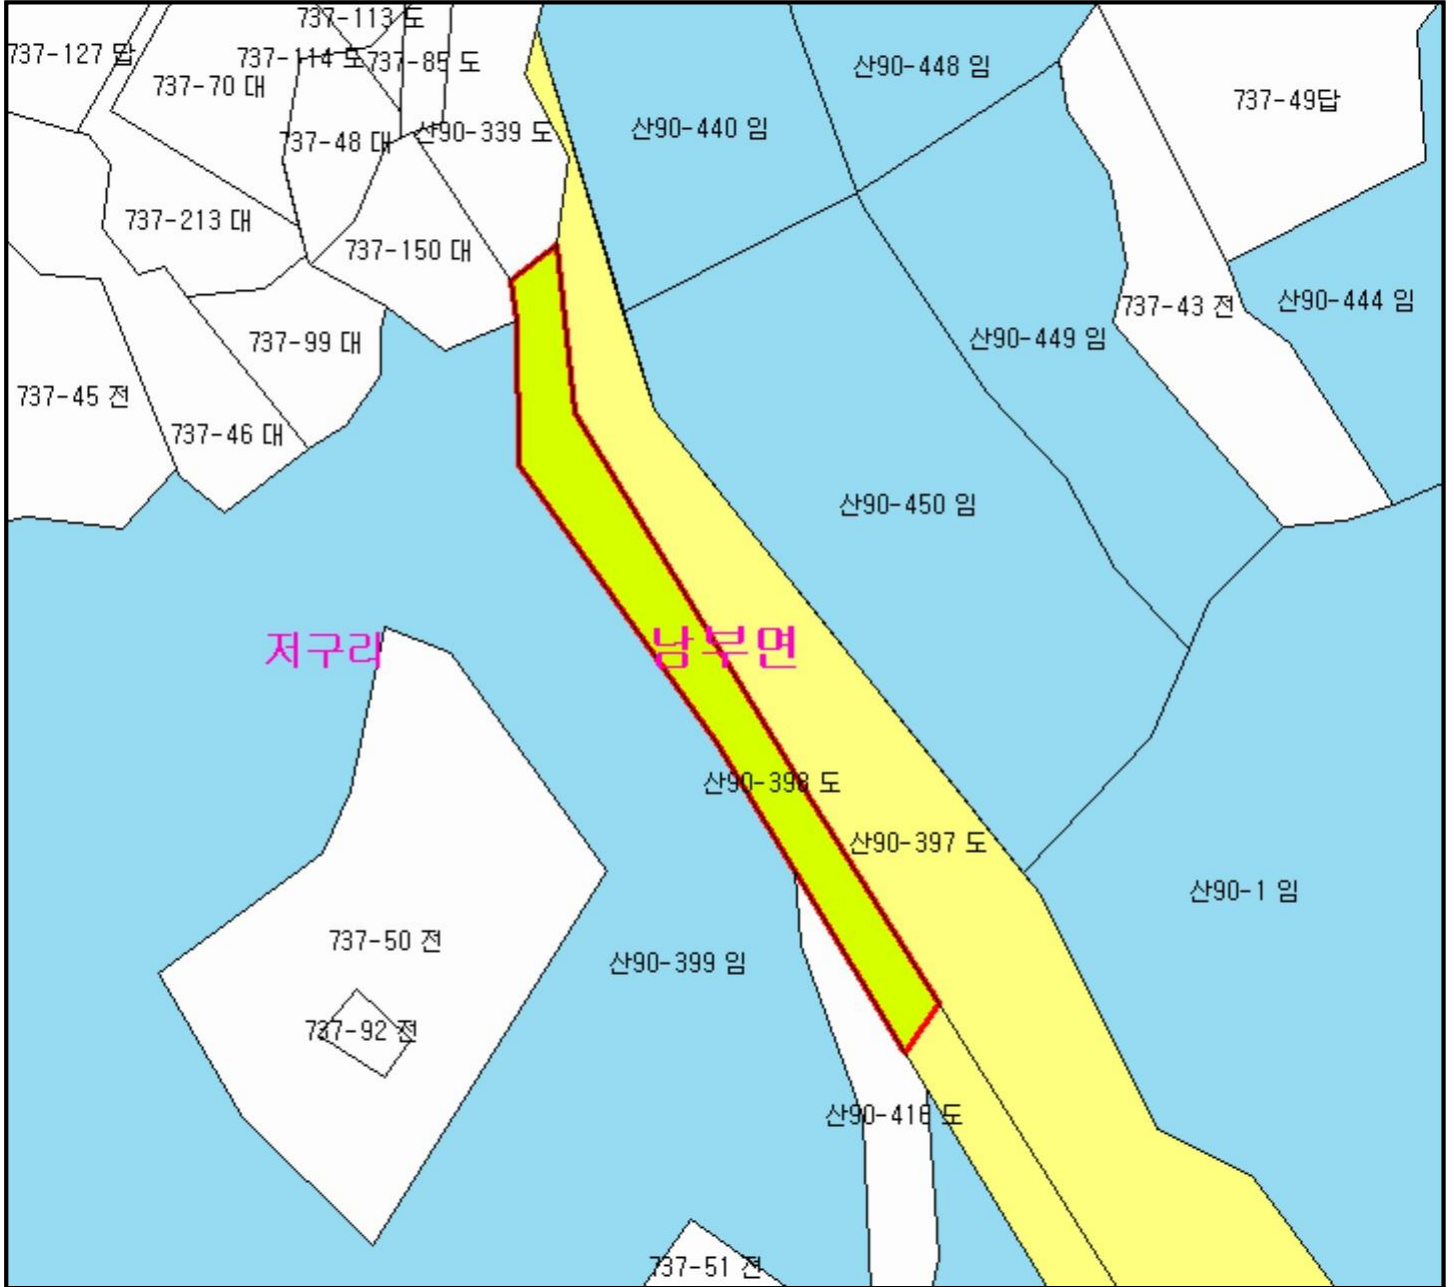 737-113 도
737-127 답
737-114 도
737-85 도
산90-448 임
737-70 대
737-49답
737-48 대
산90-339 도
산90-440 임
737-213 대
737-150 대
737-43 전
산90-444 임
737-99 대
산90-449 임
737-45 전
737-46 대
산90-450 임
저구리
남부면
산90-398 도
산90-397 도
산90-1 임
737-50 전
산90-399 임
737-92 전
산90-416 도
737-51 전